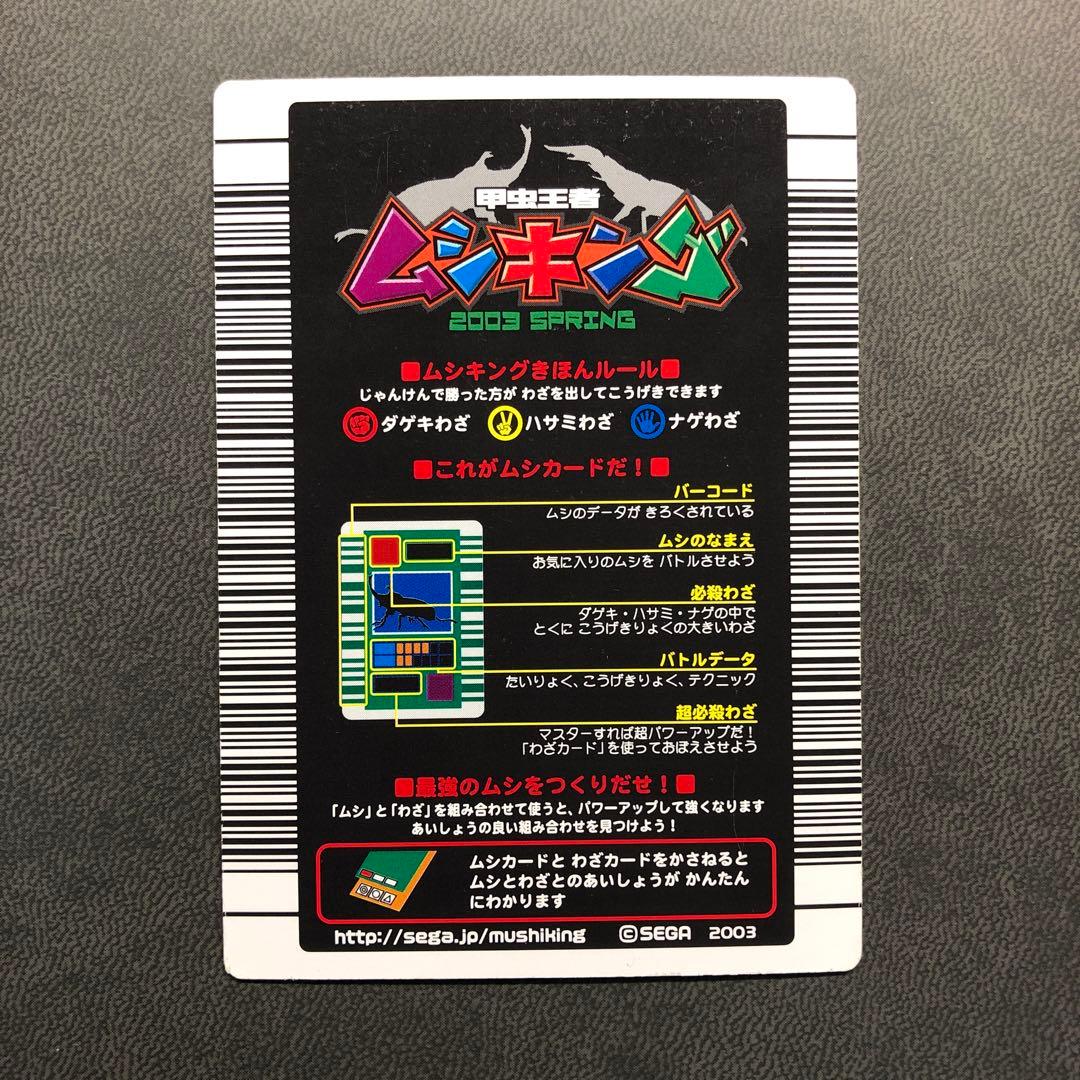 甲虫王者
ムシキング
2003 SPRING
■ムシキングきほんルール■
じゃんけんで勝った方が わざを出してこうげきできます
ダゲキわざ ハサミわざ ナゲわざ
■これがムシカードだ！■
バーコード
ムシのデータが きろくされている
ムシのなまえ
お気に入りのムシを バトルさせよう
必殺わざ
ダゲキ・ハサミ・ナゲの中で
とくに こうげきりょくの大きいわざ
バトルデータ
たいりょく、こうげきりょく、テクニック
超必殺わざ
マスターすれば超パワーアップだ！
「わざカード」を使っておぼえさせよう
■最強のムシをつくりだせ！■
「ムシ」と「わざ」を組み合わせて使うと、パワーアップして強くなります
あいしょうの良い組み合わせを見つけよう！
ムシカードと わざカードをかさねると
ムシとわざとのあいしょうが かんたん
にわかります
http://sega.jp/mushiking ©SEGA 2003